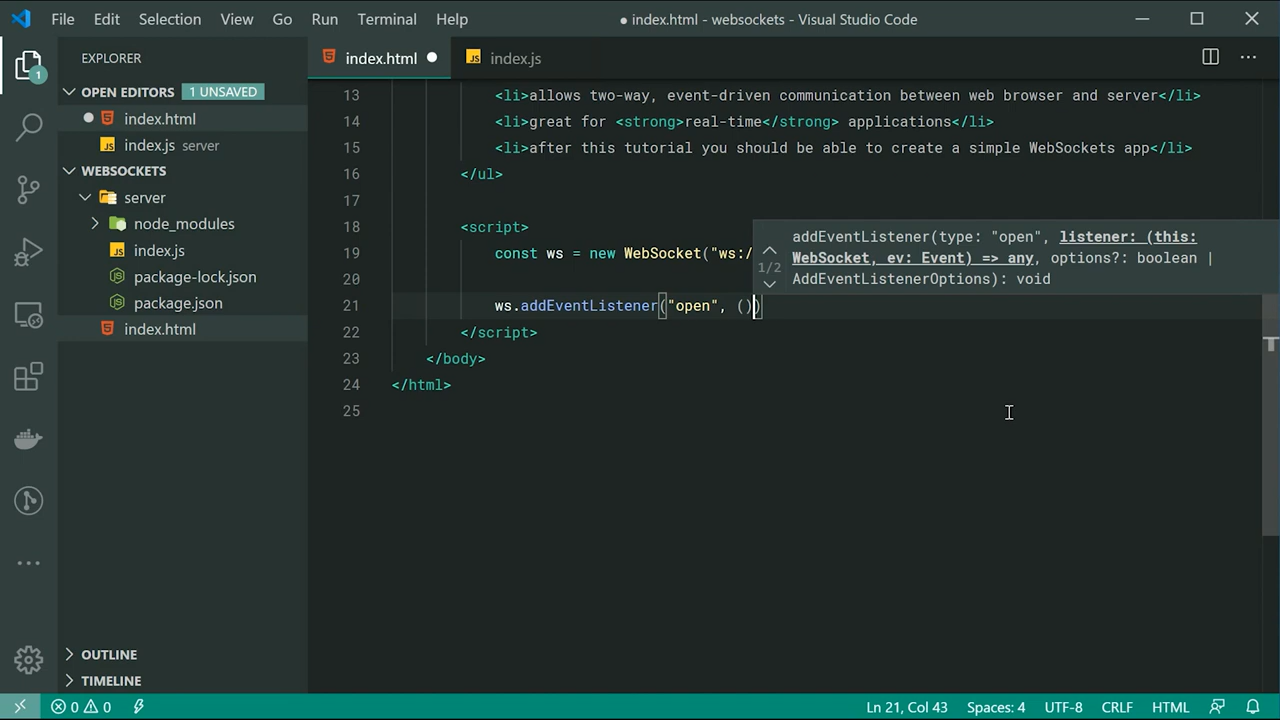 File Edit Selection View Go Run Terminal Help
● index.html - websockets - Visual Studio Code
EXPLORER
index.html
index.js
OPEN EDITORS 1 UNSAVED
index.html
index.js server
WEBSOCKETS
server
node_modules
index.js
package-lock.json
package.json
index.html
OUTLINE
TIMELINE
1
13 <li>allows two-way, event-driven communication between web browser and server</li>
14 <li>great for <strong>real-time</strong> applications</li>
15 <li>after this tutorial you should be able to create a simple WebSockets app</li>
16 </ul>
17
18 <script>
19 const ws = new WebSocket("ws:/
20
21 ws.addEventListener("open", ())
22 </script>
23 </body>
24 </html>
25
1/2
addEventListener(type: "open", listener: (this:
WebSocket, ev: Event) => any, options?: boolean |
AddEventListenerOptions): void
0 0
Ln 21, Col 43 Spaces: 4 UTF-8 CRLF HTML